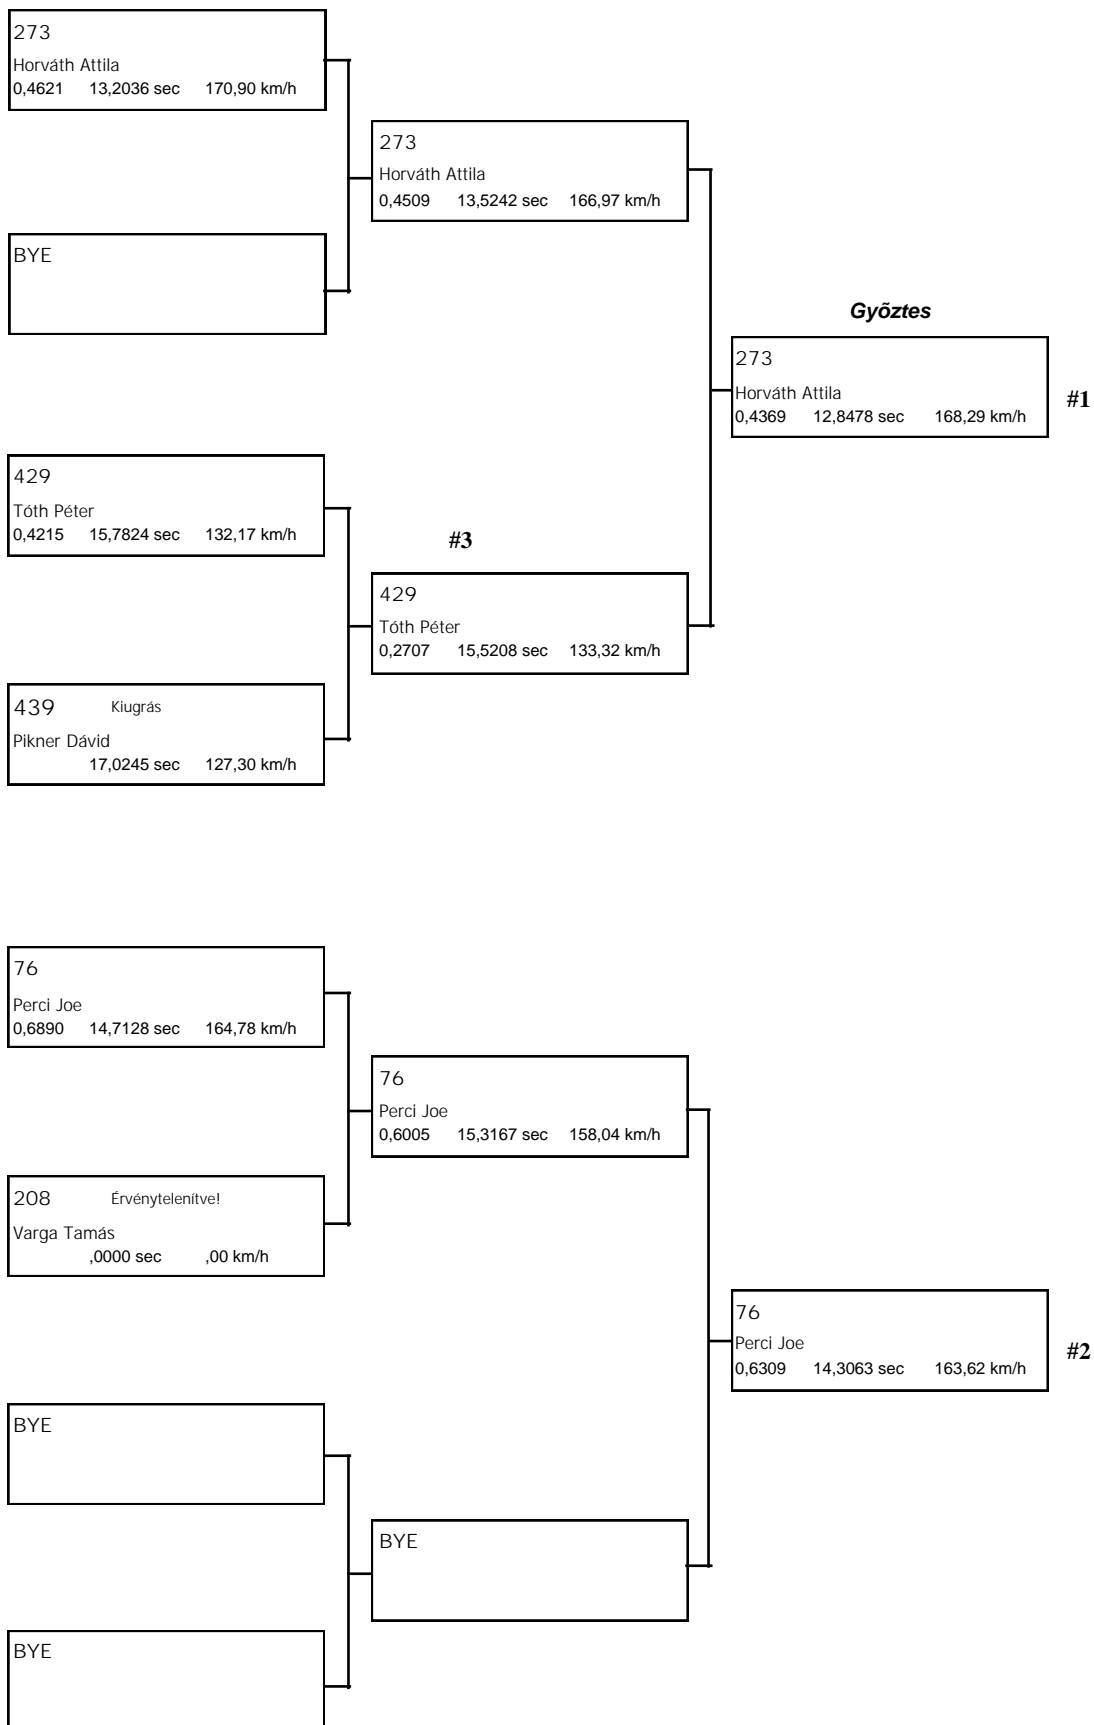 273
Horváth Attila
0,4621 13,2036 sec 170,90 km/h
BYE
429
Tóth Péter
0,4215 15,7824 sec 132,17 km/h
439 Kiugrás
Pikner Dávid
17,0245 sec 127,30 km/h
76
Perci Joe
0,6890 14,7128 sec 164,78 km/h
208 Érvénytelenítve!
Varga Tamás
,0000 sec ,00 km/h
BYE
BYE
273
Horváth Attila
0,4509 13,5242 sec 166,97 km/h
#3
429
Tóth Péter
0,2707 15,5208 sec 133,32 km/h
76
Perci Joe
0,6005 15,3167 sec 158,04 km/h
BYE
Gyõztes
273
Horváth Attila
0,4369 12,8478 sec 168,29 km/h
#1
76
Perci Joe
0,6309 14,3063 sec 163,62 km/h
#2